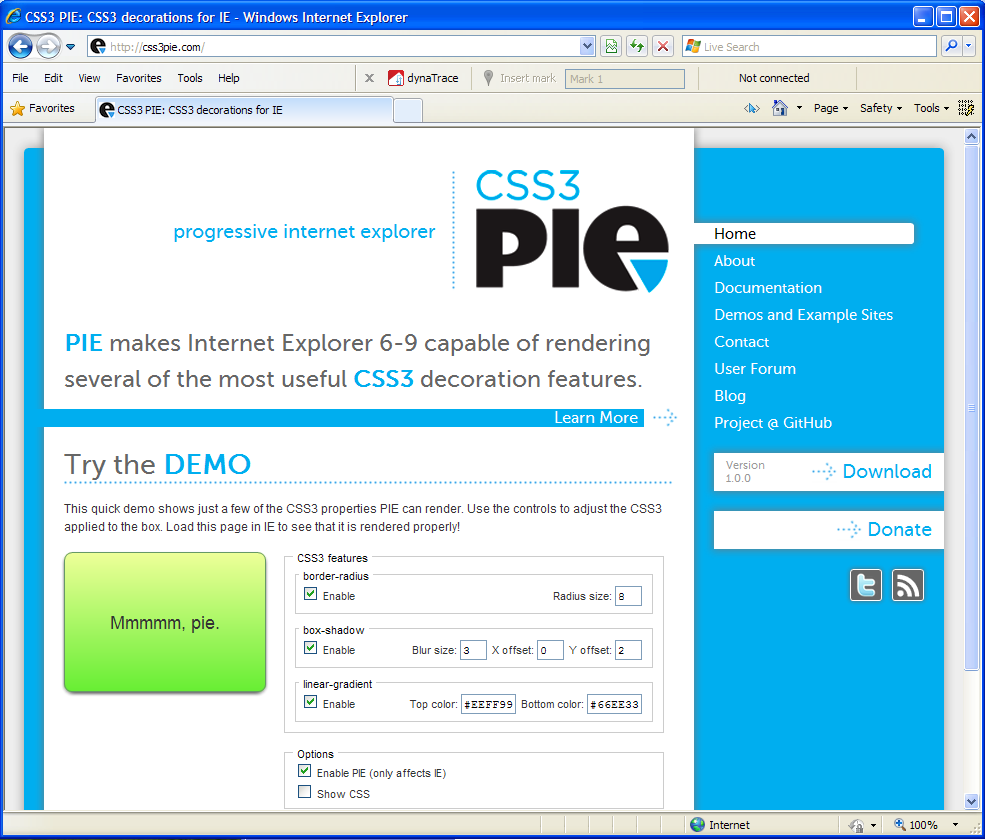 CSS3 PIE: CSS3 decorations for IE - Windows Internet Explorer
http://css3pie.com/
Live Search
File Edit View Favorites Tools Help
dynaTrace Insert mark Mark 1 Not connected
Favorites CSS3 PIE: CSS3 decorations for IE Page Safety Tools
progressive internet explorer
CSS3
PIE
PIE makes Internet Explorer 6-9 capable of rendering
several of the most useful CSS3 decoration features.
Learn More
Home
About
Documentation
Demos and Example Sites
Contact
User Forum
Blog
Project @ GitHub
Version
1.0.0
Download
Donate
Try the DEMO
This quick demo shows just a few of the CSS3 properties PIE can render. Use the controls to adjust the CSS3
applied to the box. Load this page in IE to see that it is rendered properly!
Mmmmm, pie.
CSS3 features
border-radius
Enable Radius size: 8
box-shadow
Enable Blur size: 3 X offset: 0 Y offset: 2
linear-gradient
Enable Top color: #EEFF99 Bottom color: #66EE33
Options
Enable PIE (only affects IE)
Show CSS
Internet 100%